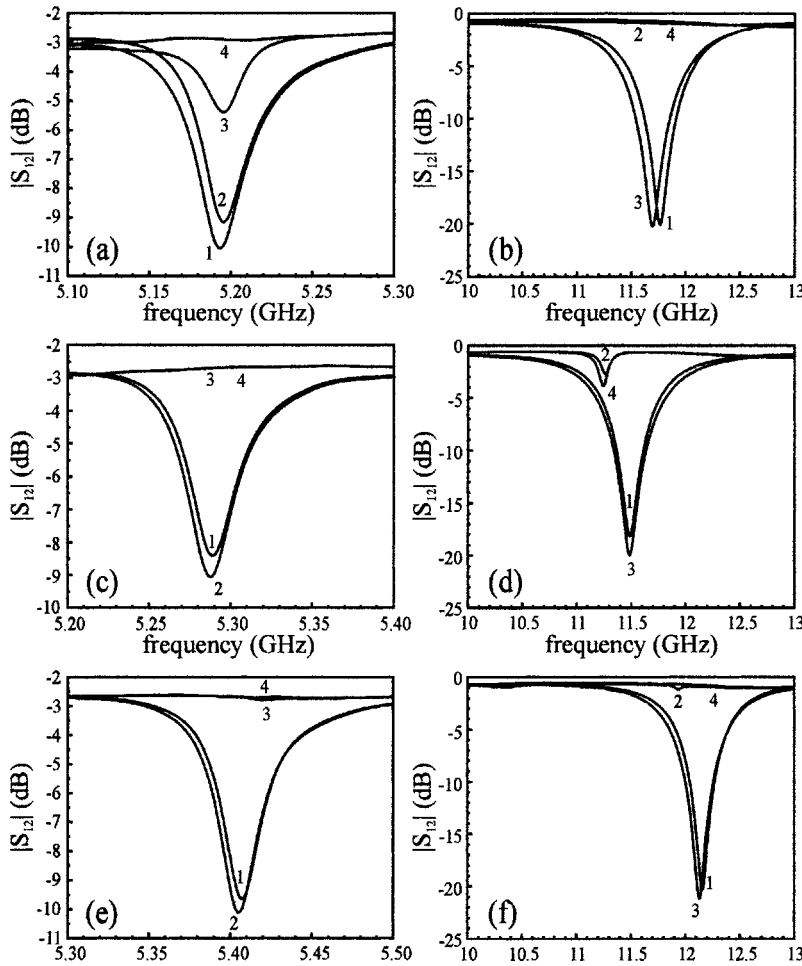 -2
-3
-4
-5
-6
-7
-8
-9
-10
-11
|S₁₂| (dB)
4
3
2
1
(a)
5.10 5.15 5.20 5.25 5.30
frequency (GHz)
0
-5
-10
-15
-20
-25
|S₁₂| (dB)
2 4
3 1
(b)
10 10.5 11 11.5 12 12.5 13
frequency (GHz)
-2
-3
-4
-5
-6
-7
-8
-9
-10
|S₁₂| (dB)
3 4
1
2
(c)
5.20 5.25 5.30 5.35 5.40
frequency (GHz)
0
-5
-10
-15
-20
-25
|S₁₂| (dB)
2
4
1
3
(d)
10 10.5 11 11.5 12 12.5 13
frequency (GHz)
-2
-3
-4
-5
-6
-7
-8
-9
-10
-11
|S₁₂| (dB)
4
3
1
2
(e)
5.30 5.35 5.40 5.45 5.50
frequency (GHz)
0
-5
-10
-15
-20
-25
|S₁₂| (dB)
2 4
1
3
(f)
10 10.5 11 11.5 12 12.5 13
frequency (GHz)